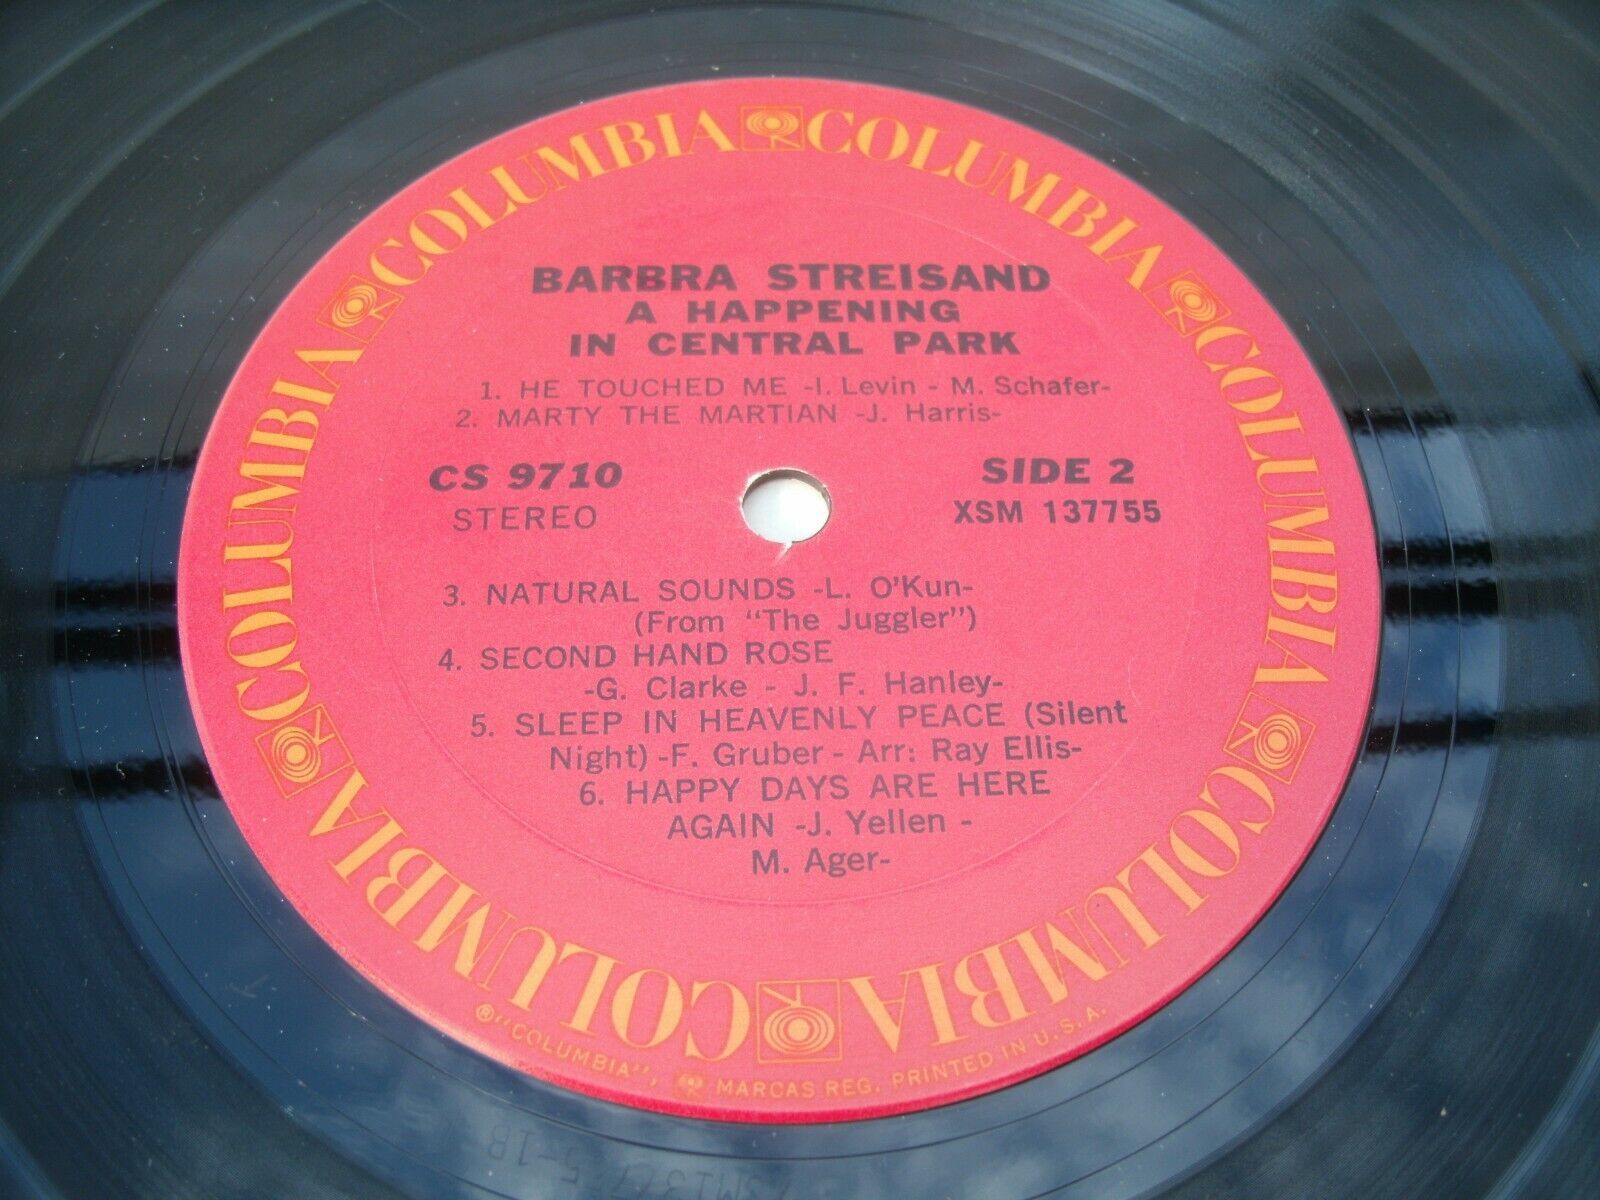 COLUMBIA COLUMBIA COLUMBIA COLUMBIA COLUMBIA COLUMBIA COLUMBIA
BARBRA STREISAND
A HAPPENING
IN CENTRAL PARK
1. HE TOUCHED ME -I. Levin - M. Schafer-
2. MARTY THE MARTIAN -J. Harris-
CS 9710 SIDE 2
STEREO XSM 137755
3. NATURAL SOUNDS -L. O'Kun-
(From "The Juggler")
4. SECOND HAND ROSE
-G. Clarke - J. F. Hanley-
5. SLEEP IN HEAVENLY PEACE (Silent
Night) -F. Gruber - Arr: Ray Ellis-
6. HAPPY DAYS ARE HERE
AGAIN -J. Yellen -
M. Ager-
® "COLUMBIA", MARCAS REG. PRINTED IN U.S.A.